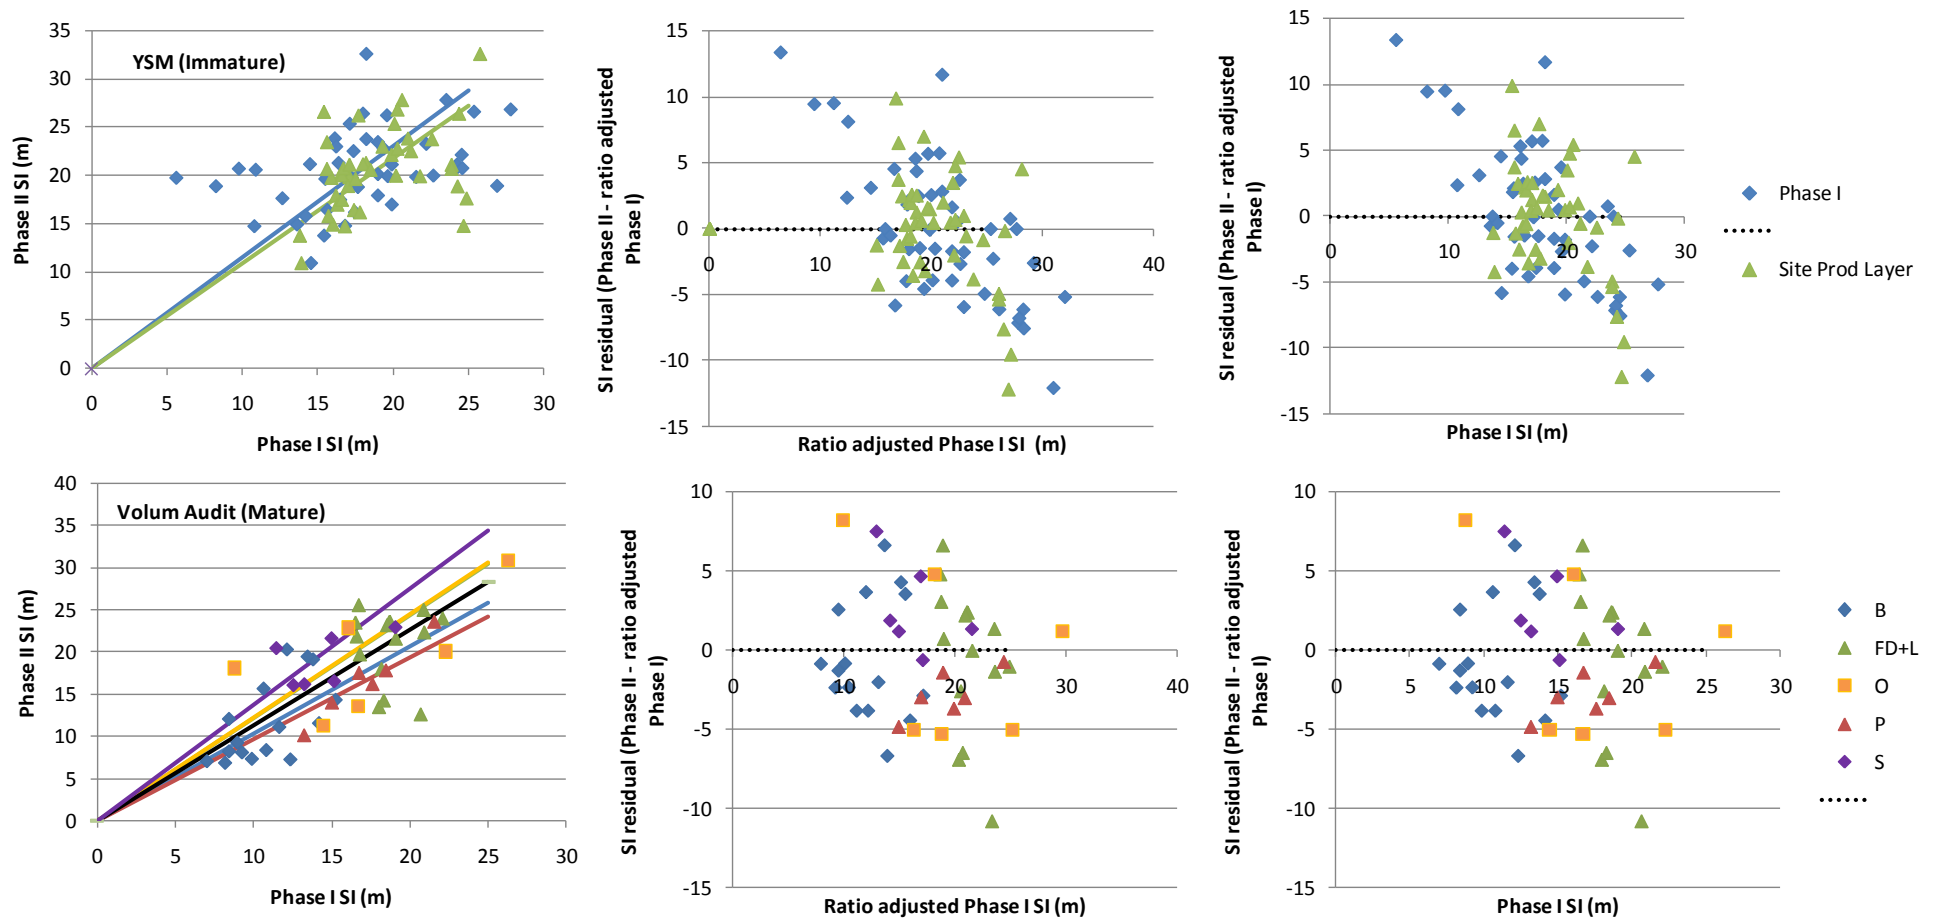 YSM (Immature)
Phase II SI (m)
35
30
25
20
15
10
5
0
0 5 10 15 20 25 30
Phase I SI (m)
SI residual (Phase II - ratio adjusted
Phase I)
15
10
5
0
-5
-10
-15
0 10 20 30 40
Ratio adjusted Phase I SI (m)
SI residual (Phase II - ratio adjusted
Phase I)
15
10
5
0
-5
-10
-15
0 10 20 30
Phase I SI (m)
Phase I
Site Prod Layer
Volum Audit (Mature)
Phase II SI (m)
40
35
30
25
20
15
10
5
0
0 5 10 15 20 25 30
Phase I SI (m)
SI residual (Phase II - ratio adjusted
Phase I)
10
5
0
-5
-10
-15
0 10 20 30 40
Ratio adjusted Phase I SI (m)
SI residual (Phase II - ratio adjusted
Phase I)
10
5
0
-5
-10
-15
0 5 10 15 20 25 30
Phase I SI (m)
B
FD+L
O
P
S